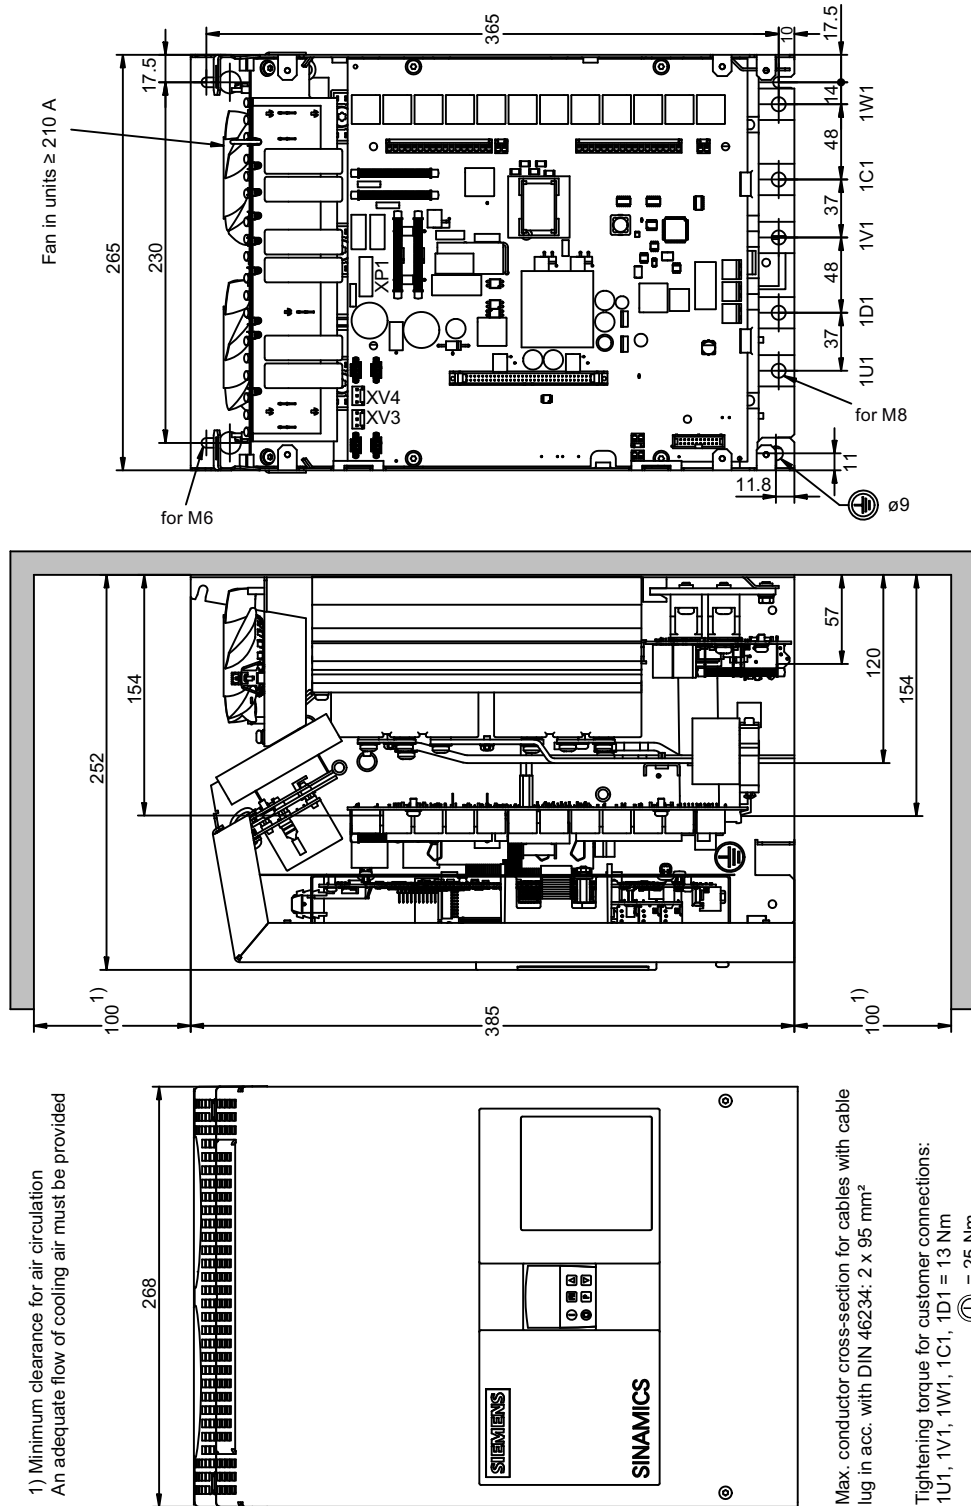 365
10
17.5
17.5
Fan in units ≥ 210 A
265
230
14
1W1
48
1C1
37
1V1
48
1D1
37
1U1
XP1
XV4
XV3
for M8
for M6
11
11.8
ø9
252
154
57
120
154
100 1)
385
100 1)
1) Minimum clearance for air circulation
An adequate flow of cooling air must be provided
268
SIEMENS
SINAMICS
P
Max. conductor cross-section for cables with cable
lug in acc. with DIN 46234: 2 x 95 mm²
Tightening torque for customer connections:
1U1, 1V1, 1W1, 1C1, 1D1 = 13 Nm
= 25 Nm